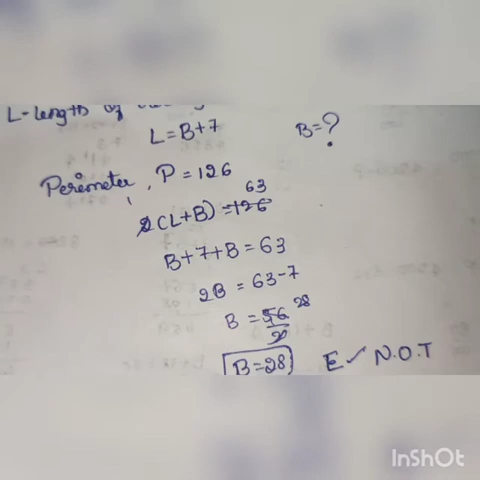 L-length of
L=B+7 B=?
Perimeter, P=126
2(L+B)=126 63
B+7+B=63
2B = 63-7
B = 56/2 28
B=28 E ✓ N.O.T
InShOt